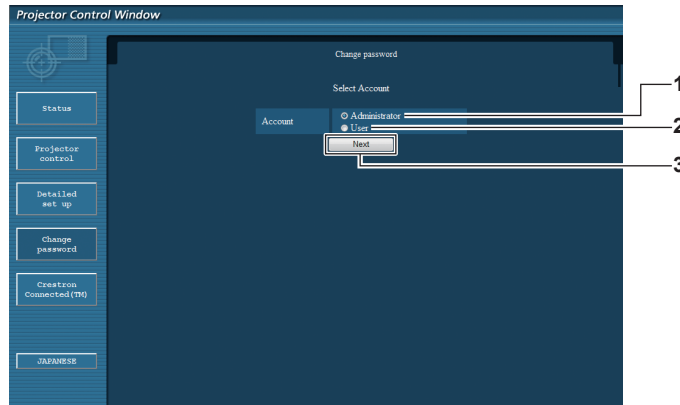 Projector Control Window
Change password
Select Account
Account
Administrator
User
Next
Status
Projector
control
Detailed
set up
Change
password
Crestron
Connected(TM)
JAPANESE
1
2
3